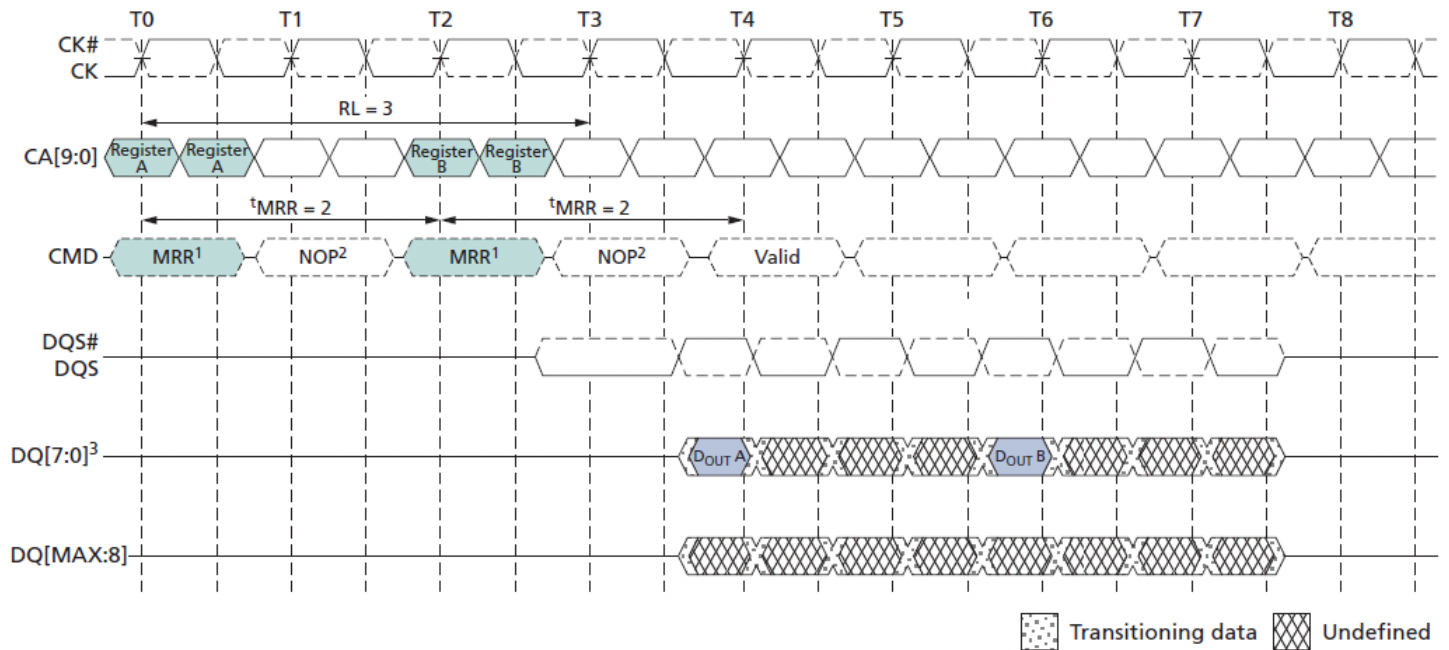 T0 T1 T2 T3 T4 T5 T6 T7 T8
CK#
CK
RL = 3
CA[9:0]
Register A Register A Register B Register B
tMRR = 2 tMRR = 2
CMD MRR1 NOP2 MRR1 NOP2 Valid
DQS#
DQS
DQ[7:0]3 DOUT A DOUT B
DQ[MAX:8]
Transitioning data Undefined